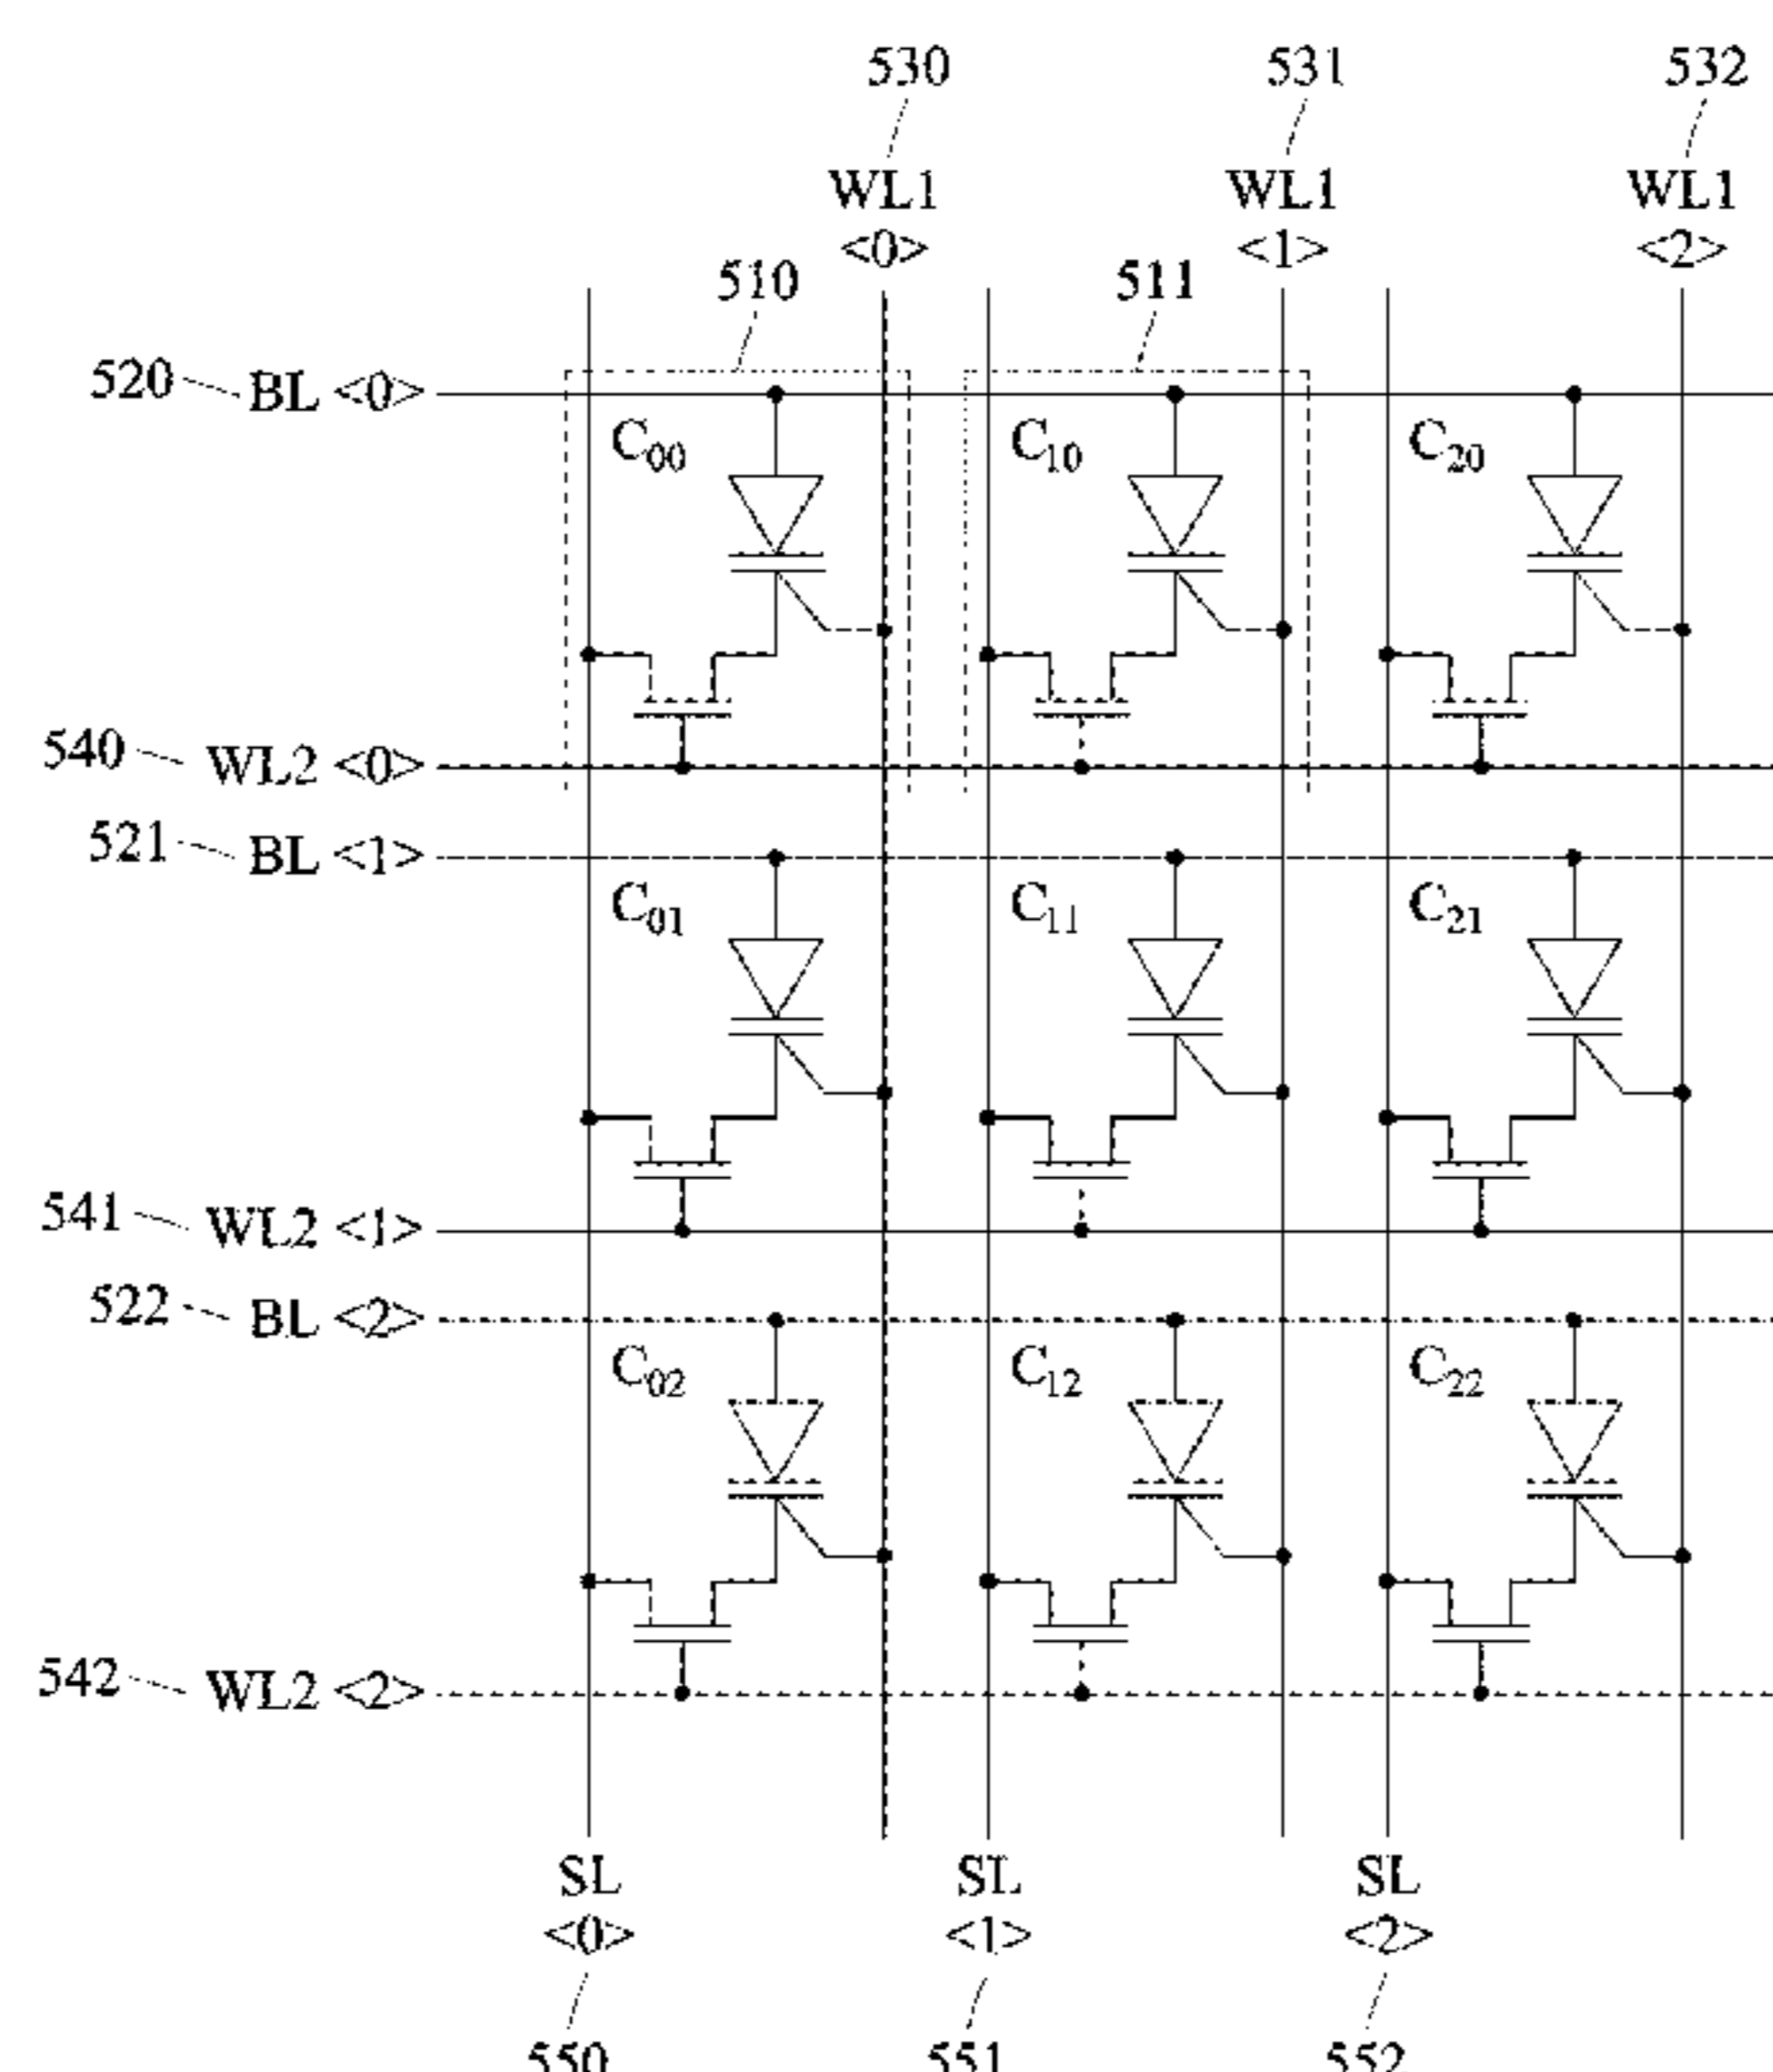 530 531 532
WL1 WL1 WL1
<0> <1> <2>
510 511
520 BL <0>
C00 C10 C20
540 WL2 <0>
521 BL <1>
C01 C11 C21
541 WL2 <1>
522 BL <2>
C02 C12 C22
542 WL2 <2>
SL SL SL
<0> <1> <2>
550 551 552